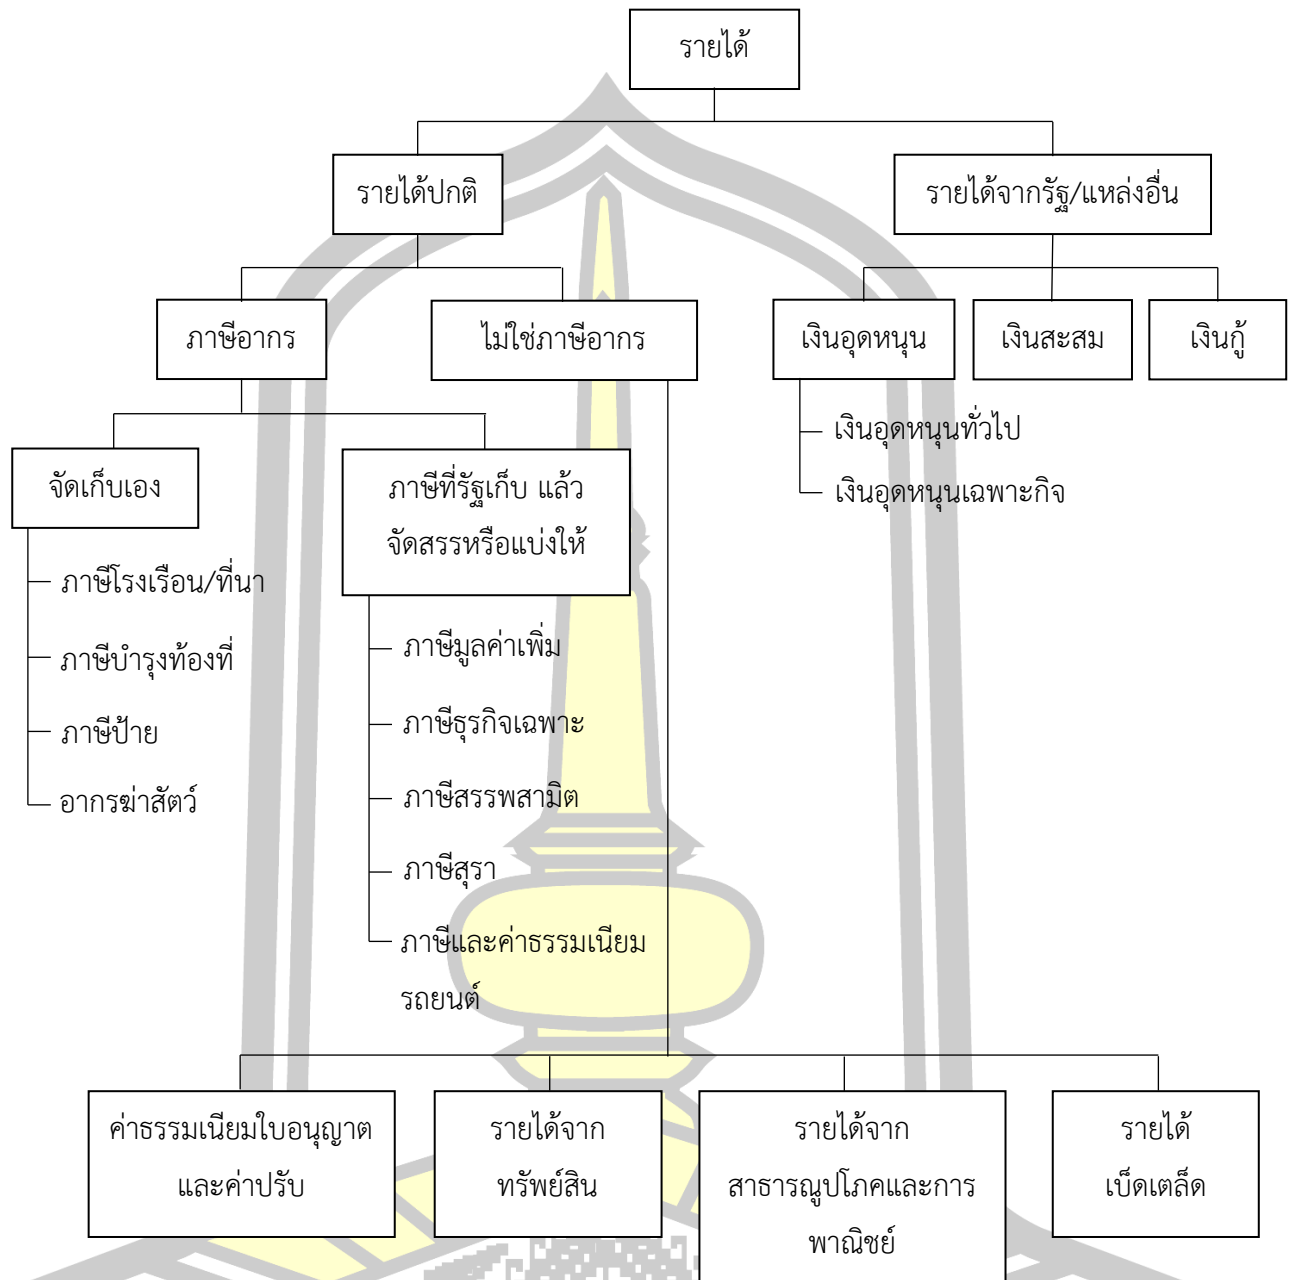 รายได้
รายได้ปกติ
รายได้จากรัฐ/แหล่งอื่น
ภาษีอากร
ไม่ใช่ภาษีอากร
เงินอุดหนุน
เงินสะสม
เงินกู้
เงินอุดหนุนทั่วไป
เงินอุดหนุนเฉพาะกิจ
จัดเก็บเอง
ภาษีโรงเรือน/ที่นา
ภาษีบำรุงท้องที่
ภาษีป้าย
อากรฆ่าสัตว์
ภาษีที่รัฐเก็บ แล้ว
จัดสรรหรือแบ่งให้
ภาษีมูลค่าเพิ่ม
ภาษีธุรกิจเฉพาะ
ภาษีสรรพสามิต
ภาษีสุรา
ภาษีและค่าธรรมเนียม
รถยนต์
ค่าธรรมเนียมใบอนุญาต
และค่าปรับ
รายได้จาก
ทรัพย์สิน
รายได้จาก
สาธารณูปโภคและการ
พาณิชย์
รายได้
เบ็ดเตล็ด